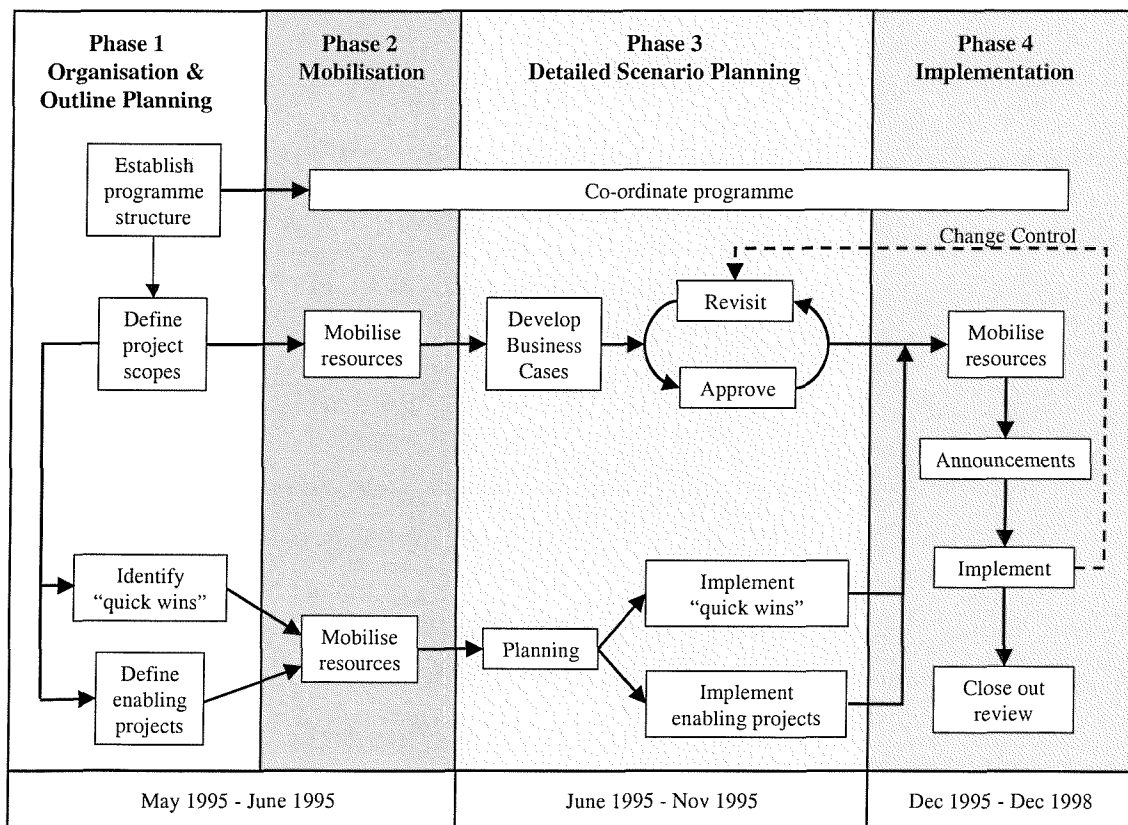 Phase 1
Organisation &
Outline Planning
Phase 2
Mobilisation
Phase 3
Detailed Scenario Planning
Phase 4
Implementation
Establish
programme
structure
Co-ordinate programme
Change Control
Define
project
scopes
Mobilise
resources
Develop
Business
Cases
Revisit
Approve
Mobilise
resources
Announcements
Identify
“quick wins”
Define
enabling
projects
Mobilise
resources
Planning
Implement
“quick wins”
Implement
enabling projects
Implement
Close out
review
May 1995 - June 1995
June 1995 - Nov 1995
Dec 1995 - Dec 1998